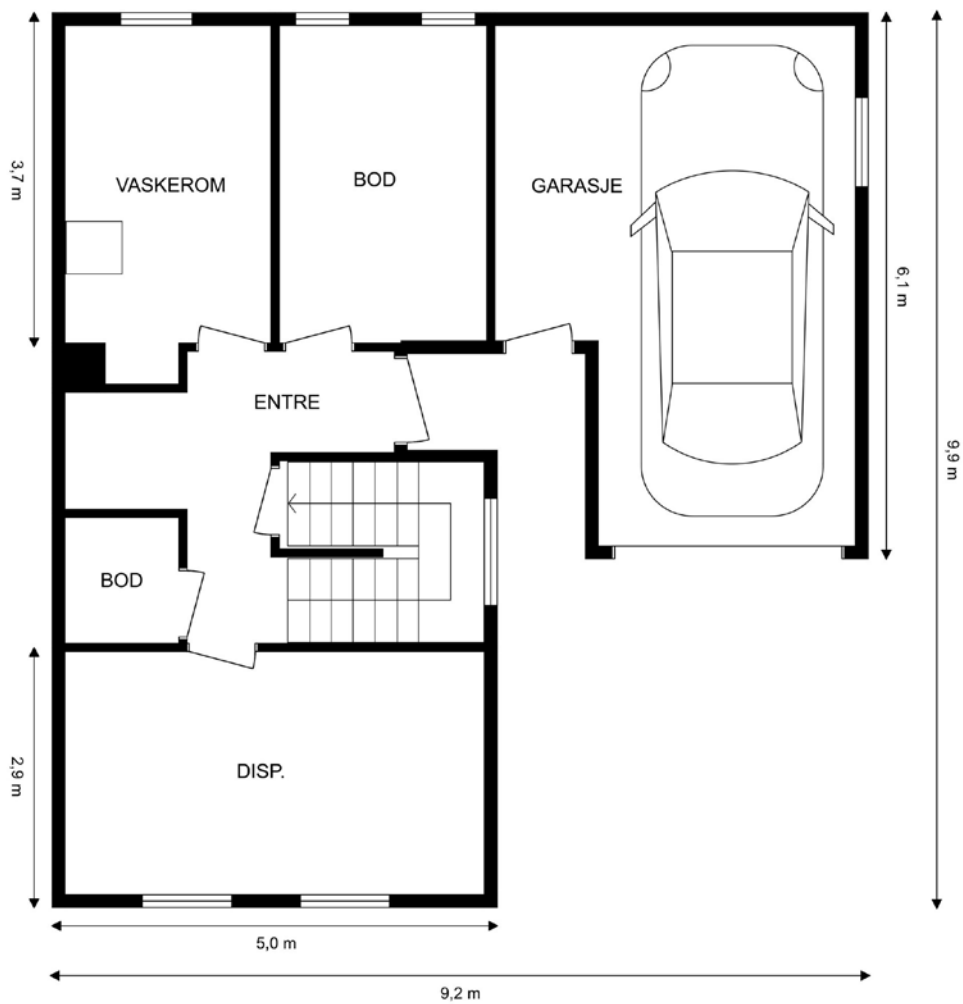 VASKEROM
BOD
GARASJE
3,7 m
6,1 m
ENTRE
9,9 m
BOD
DISP.
2,9 m
5,0 m
9,2 m